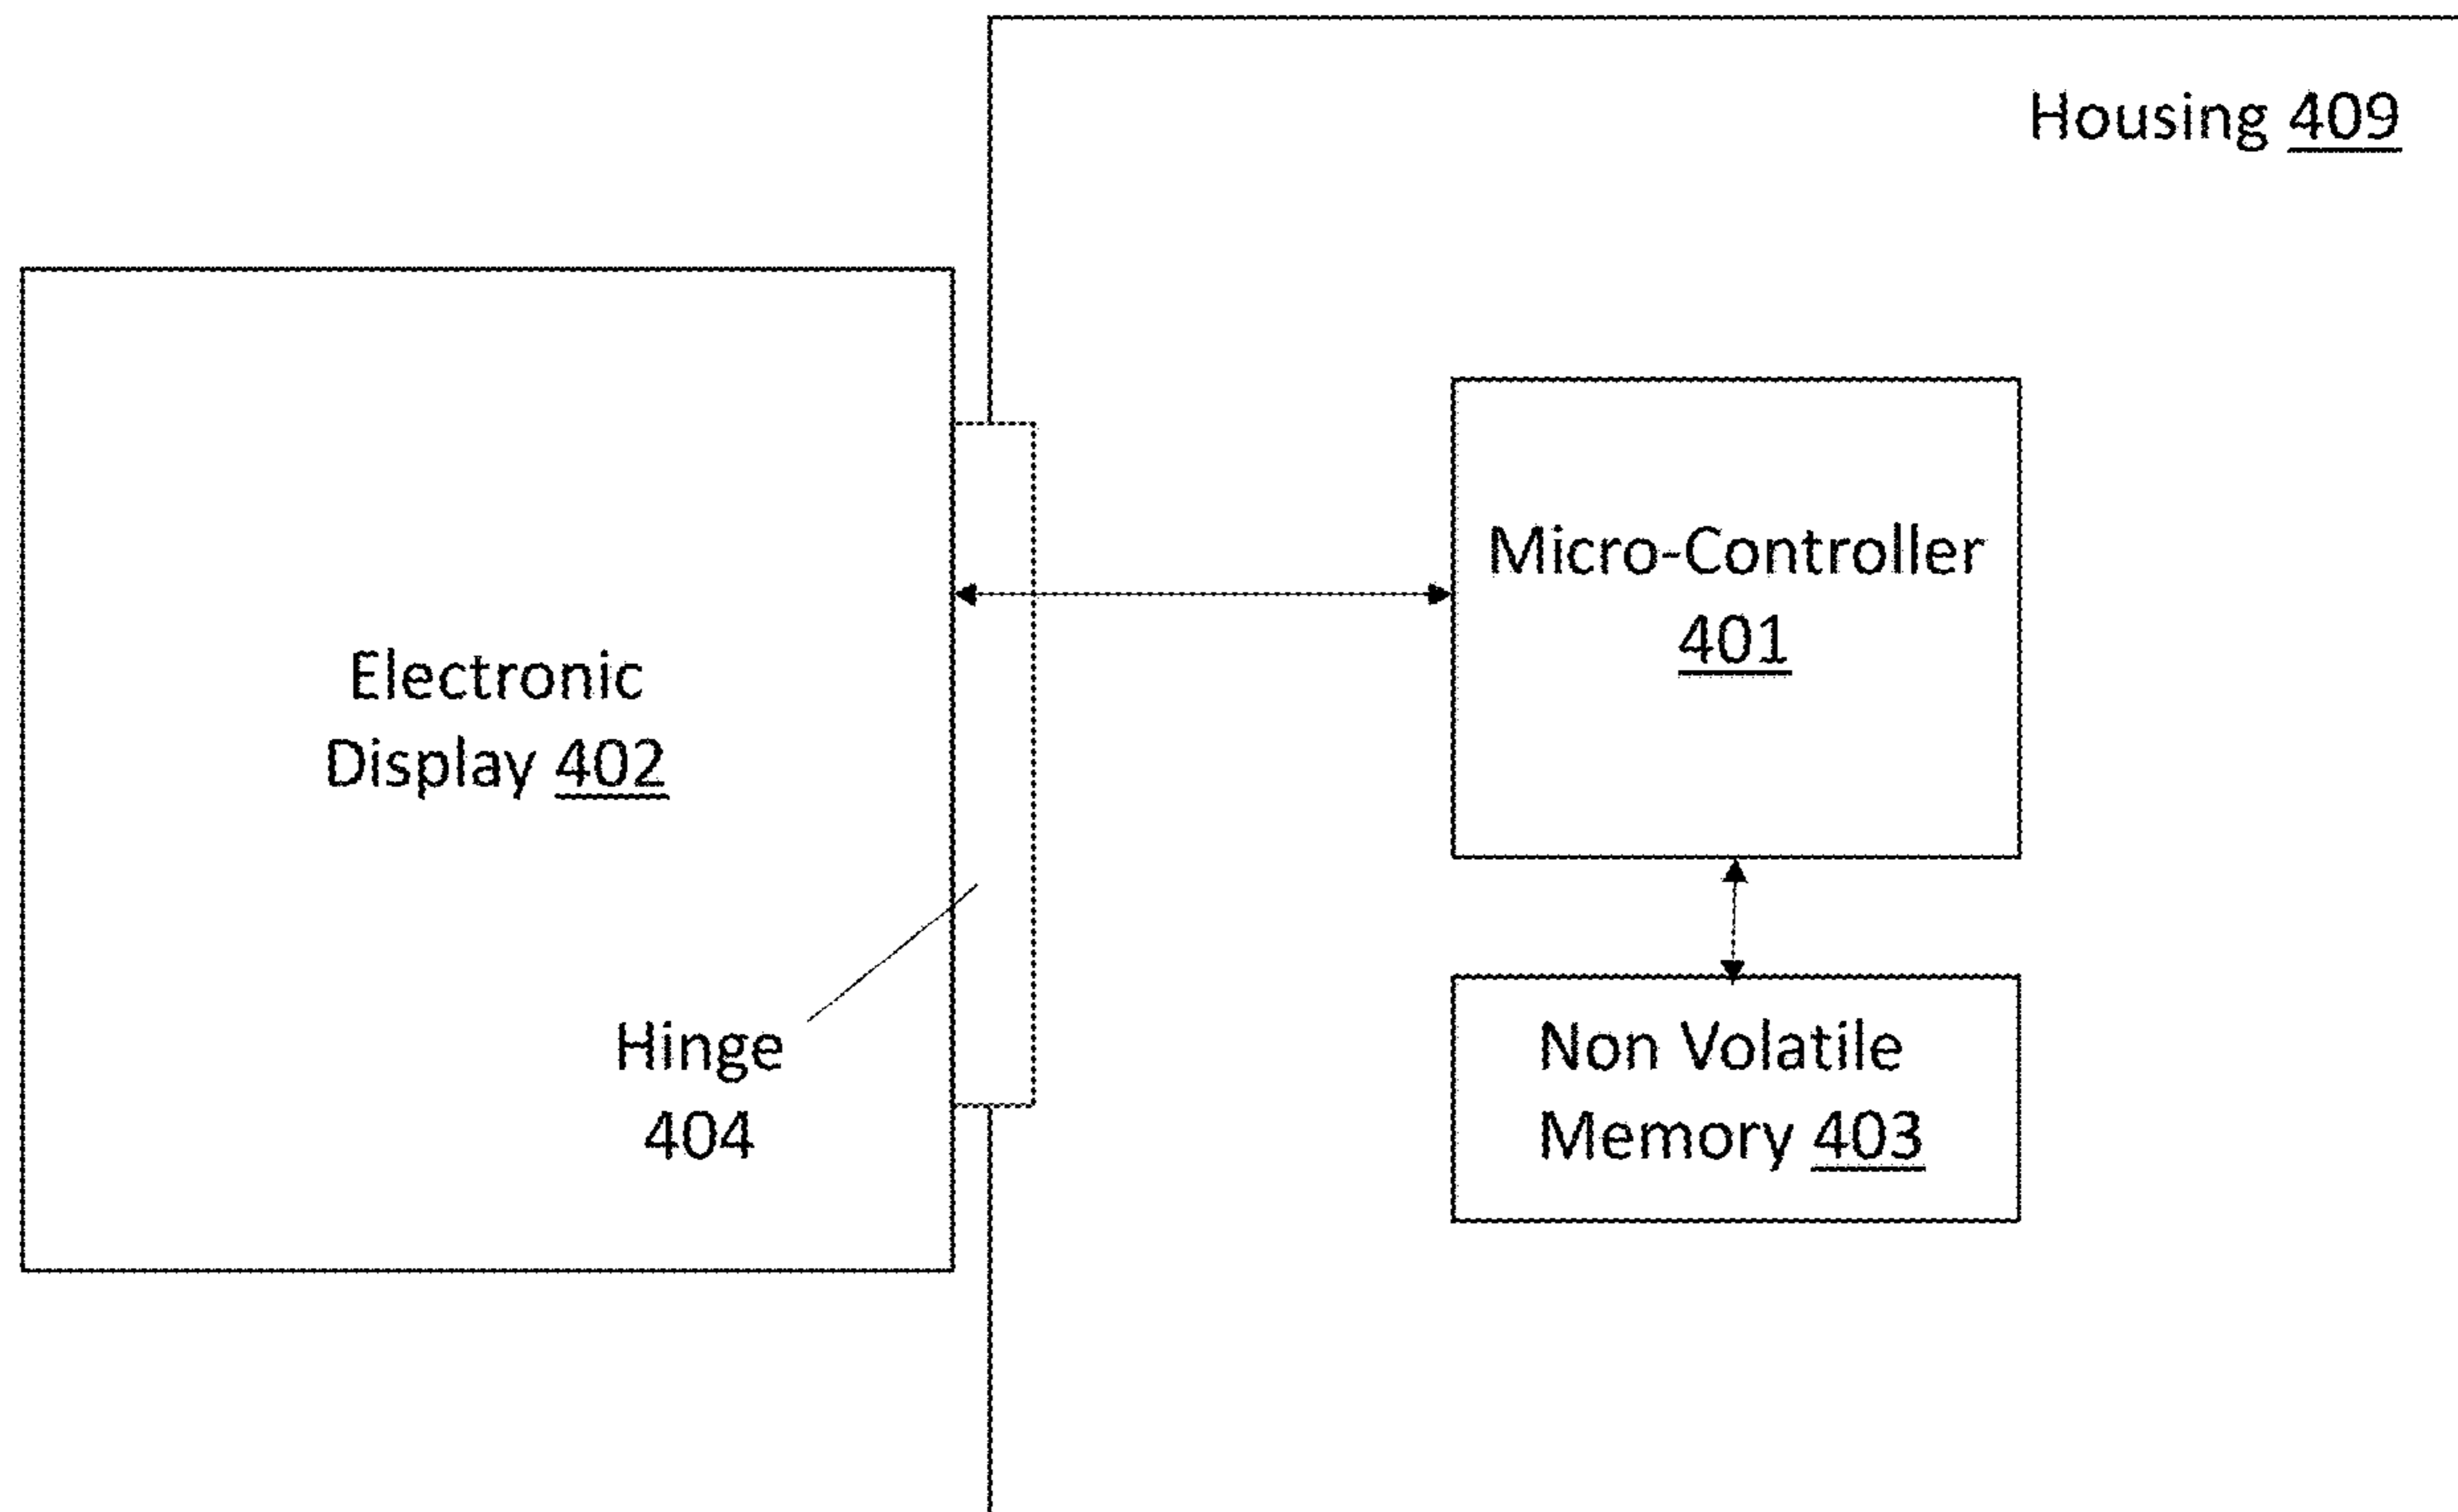 Housing 409
Micro-Controller
401
Electronic
Display 402
Hinge
404
Non Volatile
Memory 403